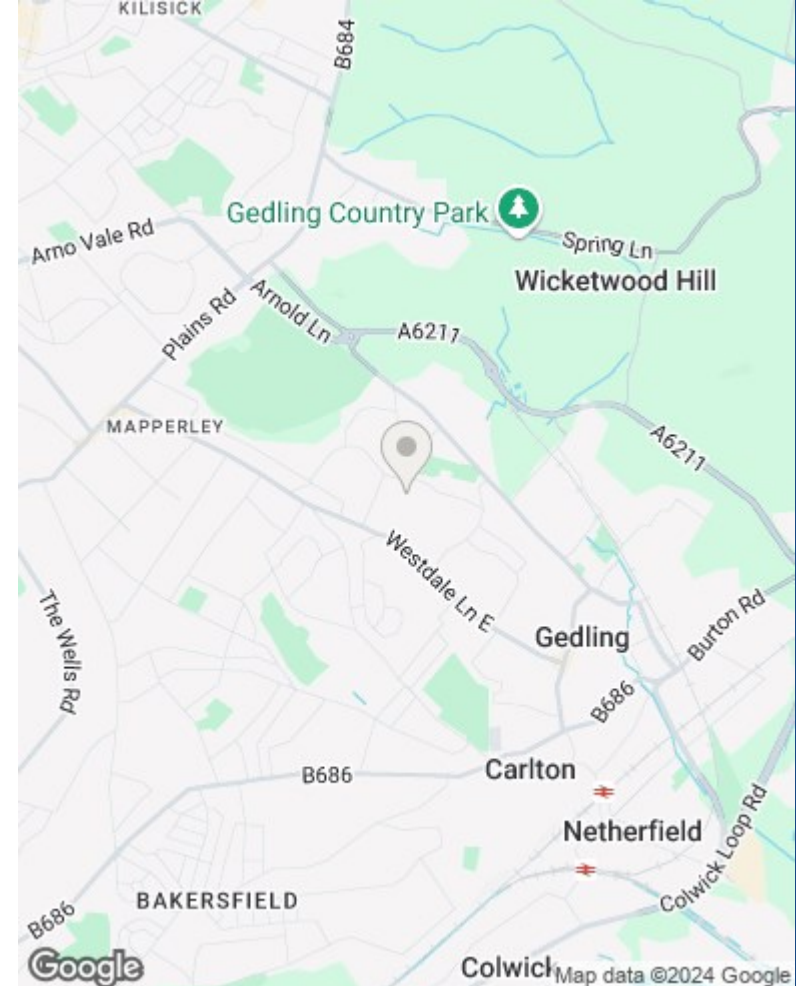 KILISICK
B684
Gedling Country Park
Arno Vale Rd
Spring Ln
Wicketwood Hill
Plains Rd
Arnold Ln
A6211
MAPPERLEY
A6211
Westdale Ln E
The Wells Rd
Burton Rd
Gedling
B686
B686
Carlton
Netherfield
Colwick Loop Rd
BAKERSFIELD
B686
Google
Colwick
Map data ©2024 Google